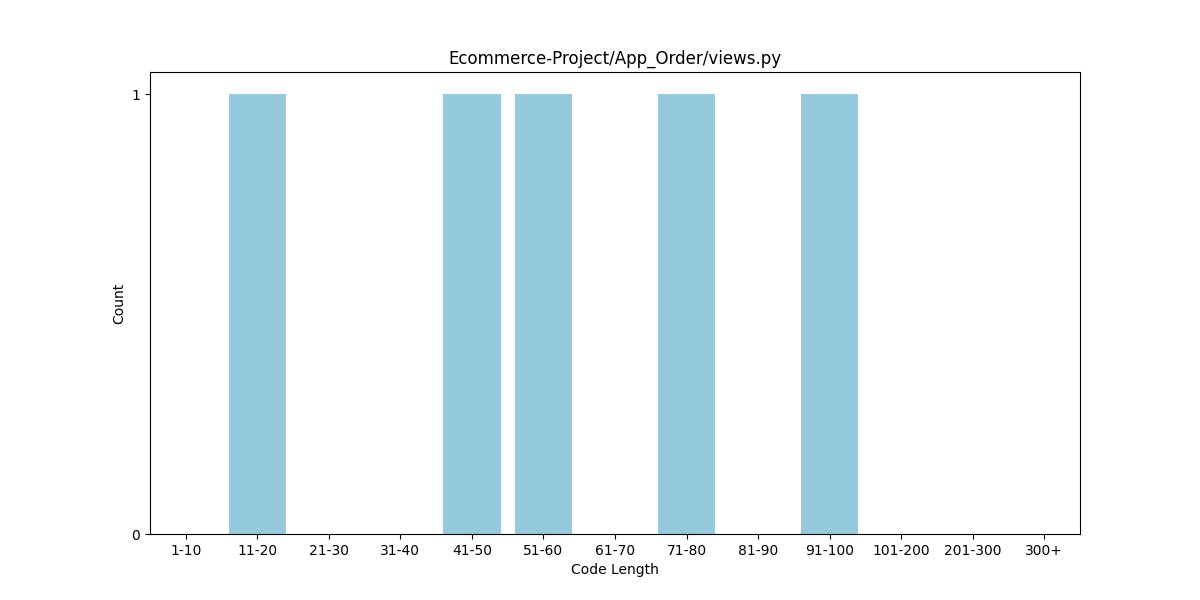 Ecommerce-Project/App_Order/views.py
1
Count
0
1-10 11-20 21-30 31-40 41-50 51-60 61-70 71-80 81-90 91-100 101-200 201-300 300+
Code Length